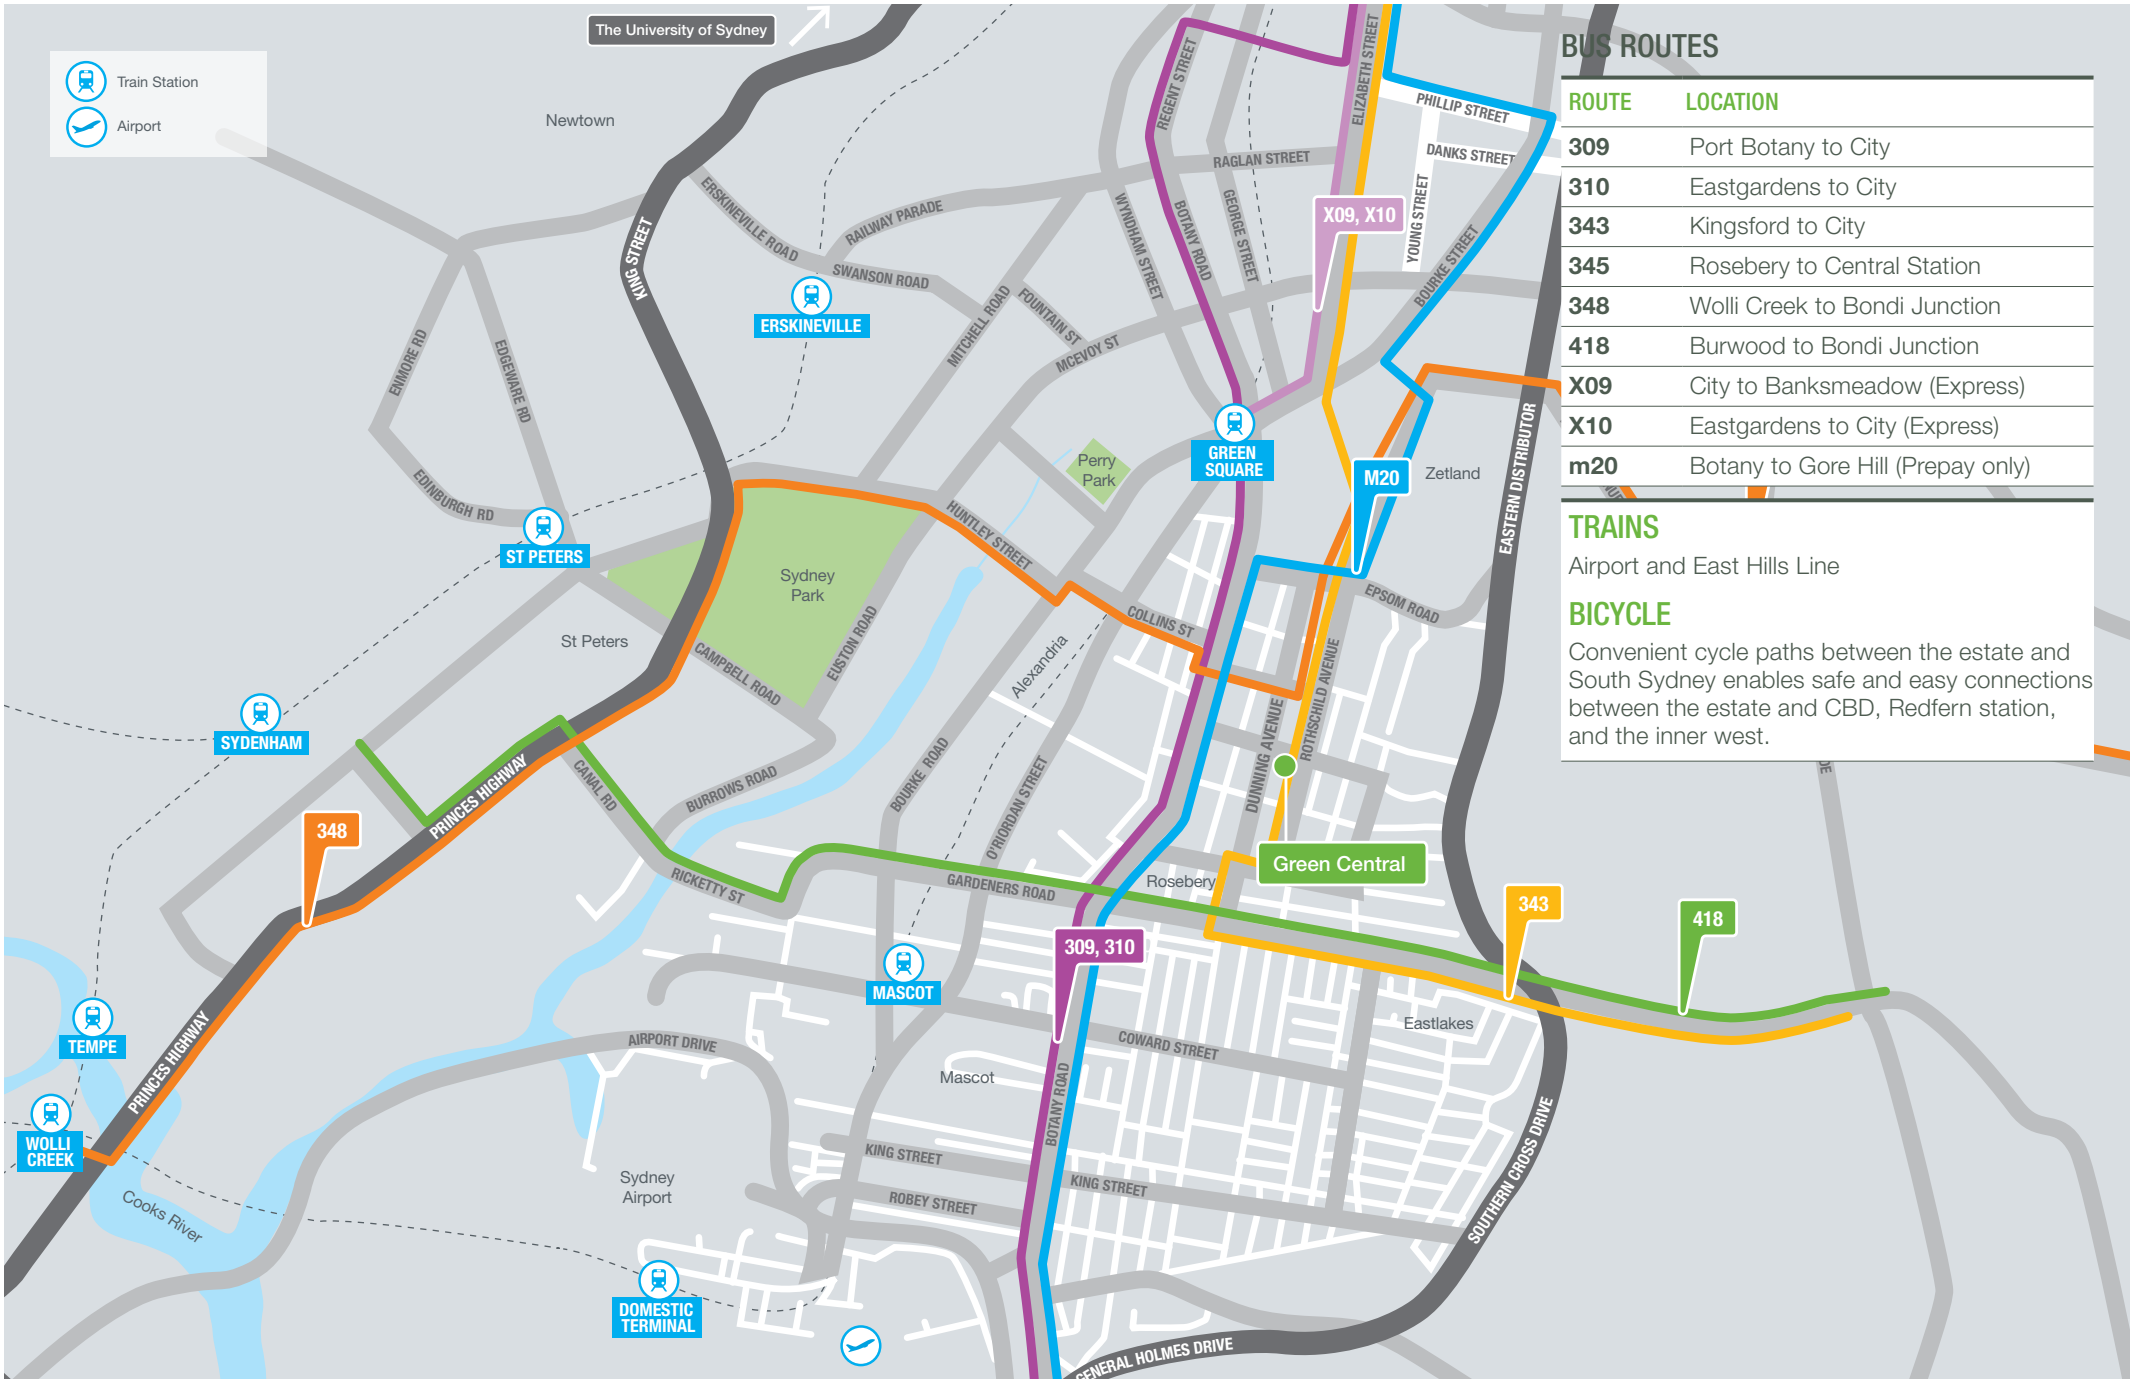 The University of Sydney
Train Station
Airport
Newtown
BUS ROUTES
ROUTE LOCATION
309 Port Botany to City
310 Eastgardens to City
343 Kingsford to City
345 Rosebery to Central Station
348 Wolli Creek to Bondi Junction
418 Burwood to Bondi Junction
X09 City to Banksmeadow (Express)
X10 Eastgardens to City (Express)
m20 Botany to Gore Hill (Prepay only)
TRAINS
Airport and East Hills Line
BICYCLE
Convenient cycle paths between the estate and
South Sydney enables safe and easy connections
between the estate and CBD, Redfern station,
and the inner west.
REGENT STREET
ELIZABETH STREET
PHILLIP STREET
DANKS STREET
RAGLAN STREET
YOUNG STREET
X09, X10
ERSKINEVILLE ROAD
RAILWAY PARADE
SWANSON ROAD
WYNDHAM STREET
BOTANY ROAD
GEORGE STREET
BOURKE STREET
KING STREET
ERSKINEVILLE
MITCHELL ROAD
FOUNTAIN ST
MCEVOY ST
ENMORE RD
EDGEWARE RD
EDINBURGH RD
GREEN
SQUARE
Perry
Park
M20
Zetland
EASTERN DISTRIBUTOR
ST PETERS
HUNTLEY STREET
Sydney
Park
St Peters
EUSTON ROAD
CAMPBELL ROAD
COLLINS ST
EPSOM ROAD
Alexandria
ROTHSCHILD AVENUE
DUNNING AVENUE
SYDENHAM
PRINCES HIGHWAY
CANAL RD
BURROWS ROAD
BOURKE ROAD
O'RIORDAN STREET
348
RICKETTY ST
GARDENERS ROAD
Rosebery
Green Central
343
418
309, 310
MASCOT
Eastlakes
TEMPE
PRINCES HIGHWAY
AIRPORT DRIVE
COWARD STREET
Mascot
BOTANY ROAD
WOLLI
CREEK
KING STREET
KING STREET
ROBEY STREET
Sydney
Airport
Cooks River
SOUTHERN CROSS DRIVE
DOMESTIC
TERMINAL
GENERAL HOLMES DRIVE